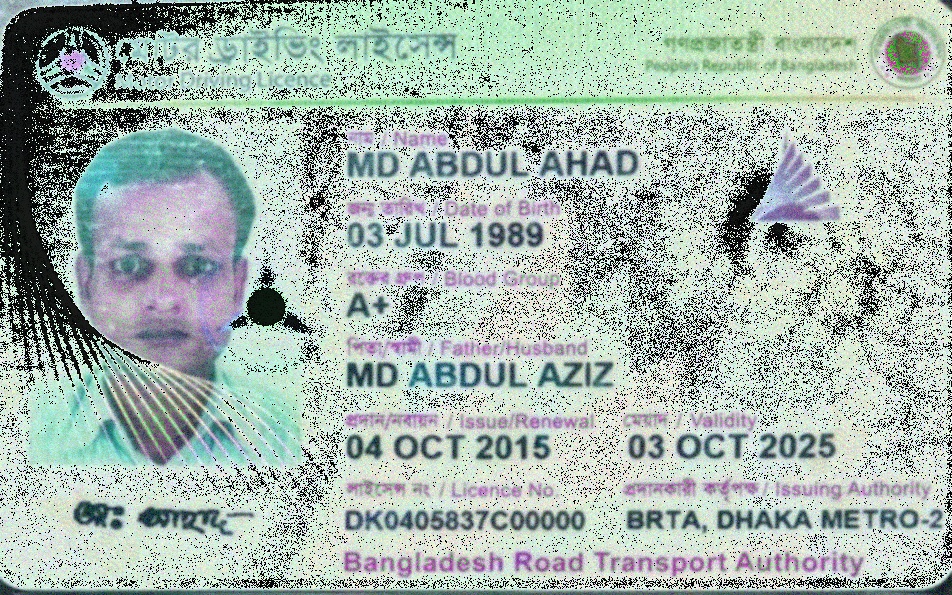 মোটর ড্রাইভিং লাইসেন্স
Driving Licence
গণপ্রজাতন্ত্রী বাংলাদেশ
People's Republic of Bangladesh
নাম / Name
MD ABDUL AHAD
জন্ম তারিখ / Date of Birth
03 JUL 1989
রক্তের গ্রুপ / Blood Group
A+
পিতা/স্বামী / Father/Husband
MD ABDUL AZIZ
প্রদান/নবায়ন / Issue/Renewal
04 OCT 2015
মেয়াদ / Validity
03 OCT 2025
লাইসেন্স নং / Licence No.
DK0405837C00000
প্রদানকারী কর্তৃপক্ষ / Issuing Authority
BRTA, DHAKA METRO-2
মোঃ আহাদ
Bangladesh Road Transport Authority